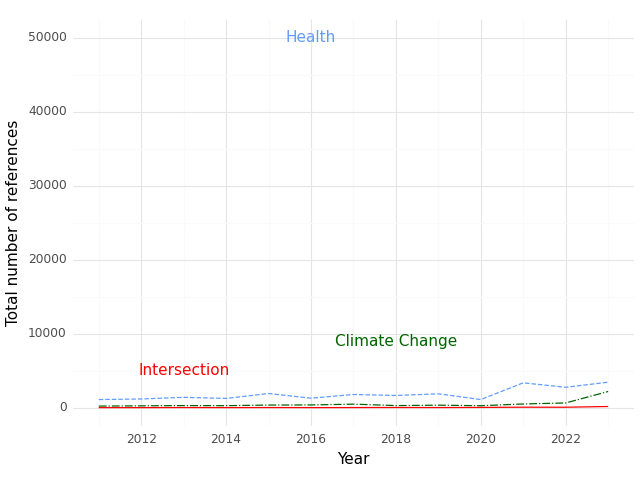 50000
40000
30000
20000
10000
0
Total number of references
Health
Climate Change
Intersection
2012
2014
2016
2018
2020
2022
Year